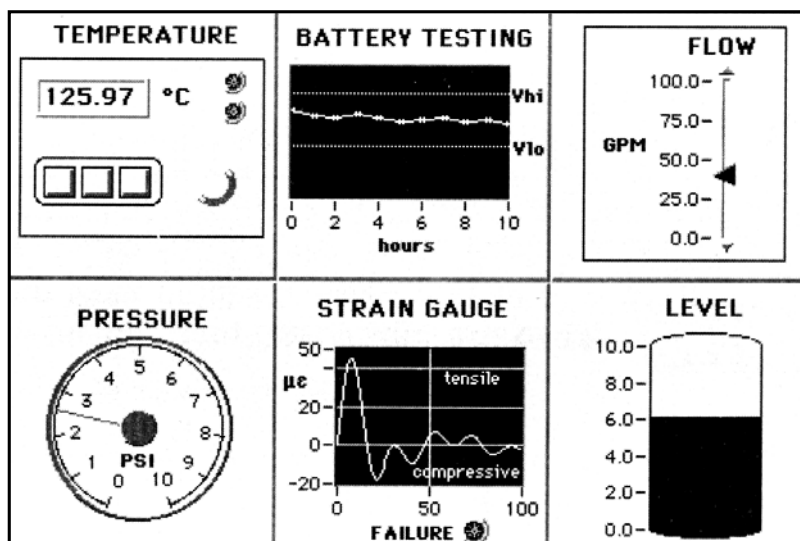 TEMPERATURE
125.97 °C
BATTERY TESTING
Vhi
Vlo
0 2 4 6 8 10
hours
FLOW
100.0
75.0
GPM
50.0
25.0
0.0
PRESSURE
0 1 2 3 4 5 6 7 8 9 10
PSI
STRAIN GAUGE
50
με
20
0
-20
tensile
compressive
0 50 100
FAILURE
LEVEL
10.0
8.0
6.0
4.0
2.0
0.0